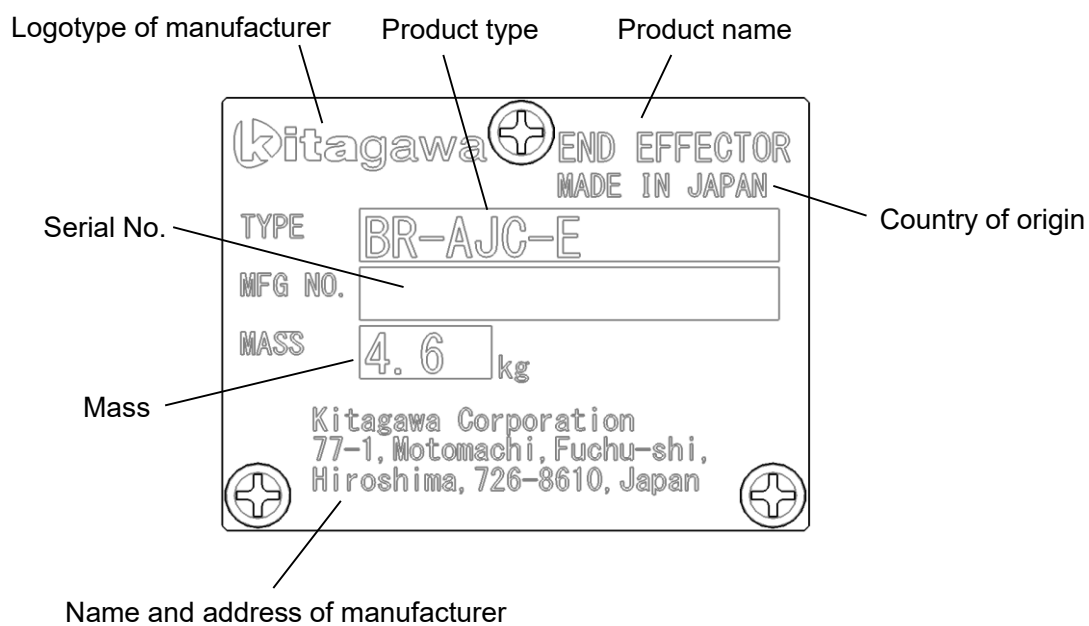 Logotype of manufacturer
Product type
Product name
kitagawa
END EFFECTOR
MADE IN JAPAN
Country of origin
Serial No.
TYPE BR-AJC-E
MFG NO.
MASS 4.6 kg
Mass
Kitagawa Corporation
77-1, Motomachi, Fuchu-shi,
Hiroshima, 726-8610, Japan
Name and address of manufacturer